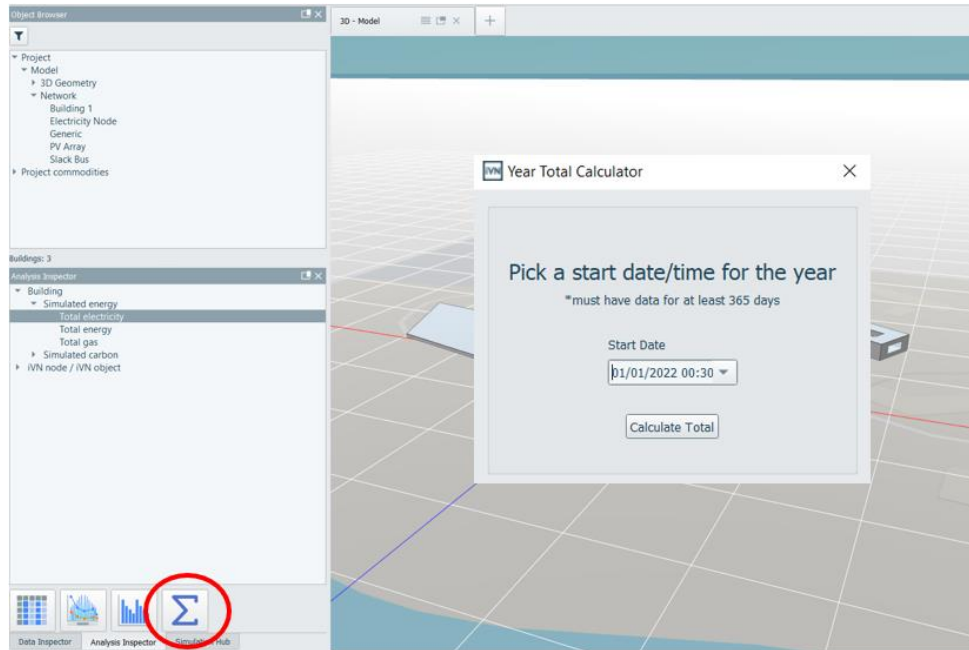 Object Browser
Project
Model
3D Geometry
Network
Building 1
Electricity Node
Generic
PV Array
Slack Bus
Project commodities
Buildings: 3
Analysis Inspector
Building
Simulated energy
Total electricity
Total energy
Total gas
Simulated carbon
iVN node / iVN object
Σ
Data Inspector
Analysis Inspector
Simulation Hub
3D - Model
iVN
Year Total Calculator
Pick a start date/time for the year
*must have data for at least 365 days
Start Date
01/01/2022 00:30
Calculate Total